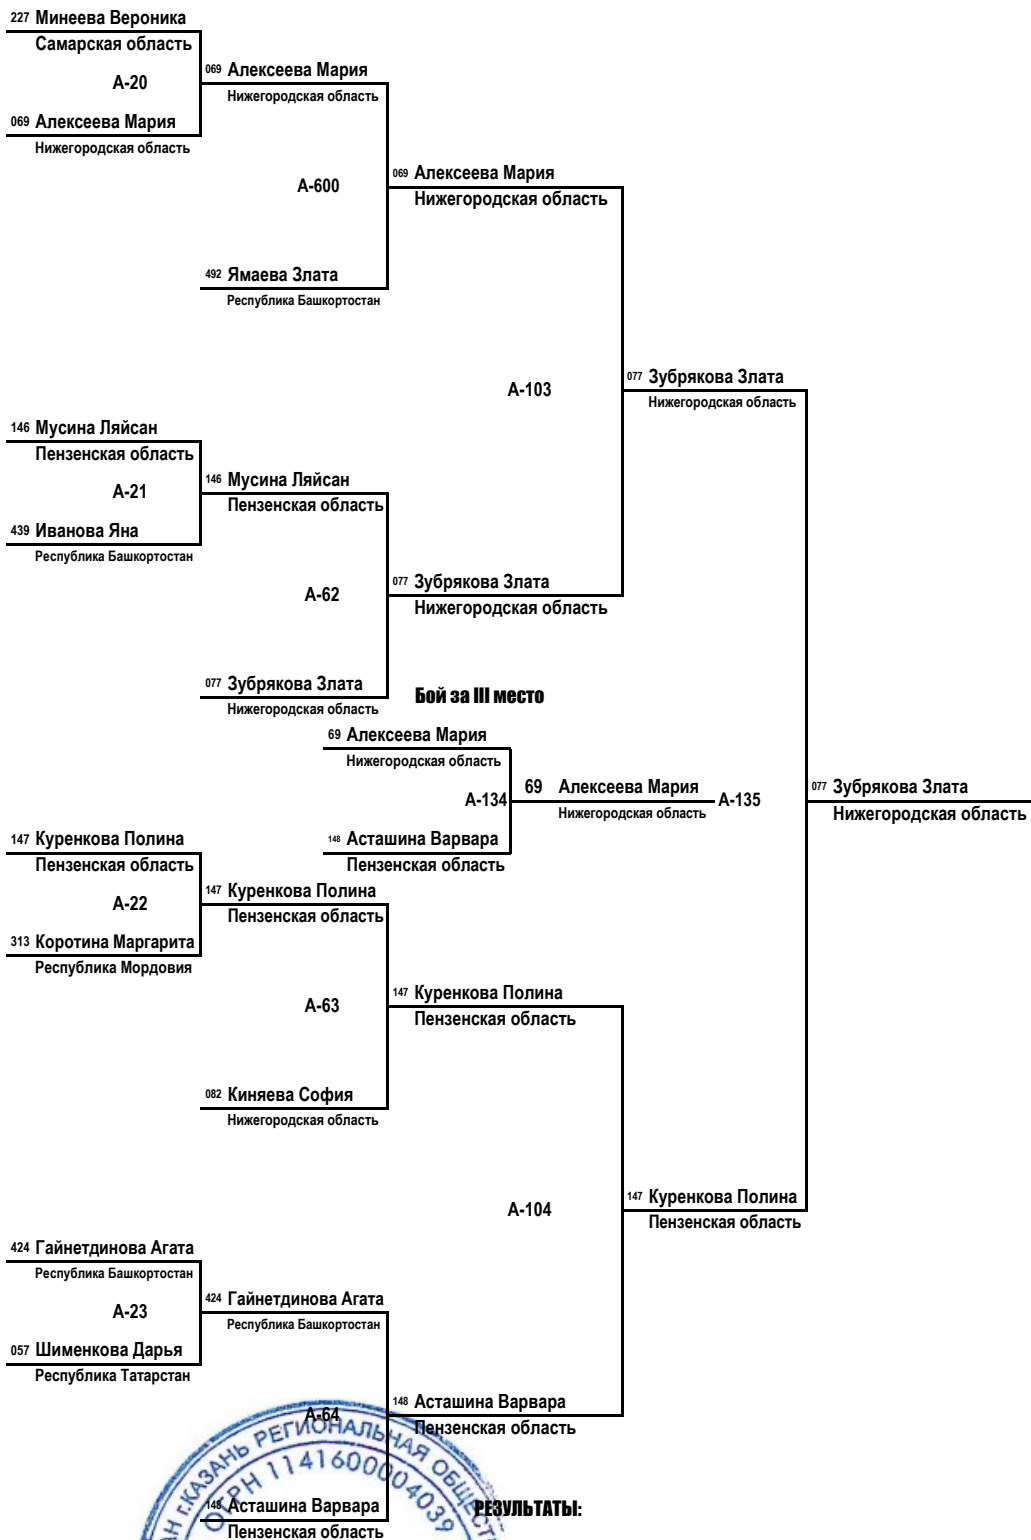 227 Минеева Вероника
Самарская область
А-20
069 Алексеева Мария
Нижегородская область
069 Алексеева Мария
Нижегородская область
А-600
069 Алексеева Мария
Нижегородская область
492 Ямаева Злата
Республика Башкортостан
А-103
077 Зубрякова Злата
Нижегородская область
146 Мусина Ляйсан
Пензенская область
А-21
146 Мусина Ляйсан
Пензенская область
439 Иванова Яна
Республика Башкортостан
А-62
077 Зубрякова Злата
Нижегородская область
077 Зубрякова Злата
Нижегородская область
Бой за III место
69 Алексеева Мария
Нижегородская область
А-134
69 Алексеева Мария
Нижегородская область
А-135
077 Зубрякова Злата
Нижегородская область
148 Асташина Варвара
Пензенская область
147 Куренкова Полина
Пензенская область
А-22
147 Куренкова Полина
Пензенская область
313 Коротина Маргарита
Республика Мордовия
А-63
147 Куренкова Полина
Пензенская область
082 Киняева София
Нижегородская область
А-104
147 Куренкова Полина
Пензенская область
424 Гайнетдинова Агата
Республика Башкортостан
А-23
424 Гайнетдинова Агата
Республика Башкортостан
057 Шименкова Дарья
Республика Татарстан
А-64
148 Асташина Варвара
Пензенская область
148 Асташина Варвара
Пензенская область
РЕЗУЛЬТАТЫ:
г.КАЗАНЬ РЕГИОНАЛЬНАЯ
ОГРН 1141600004039